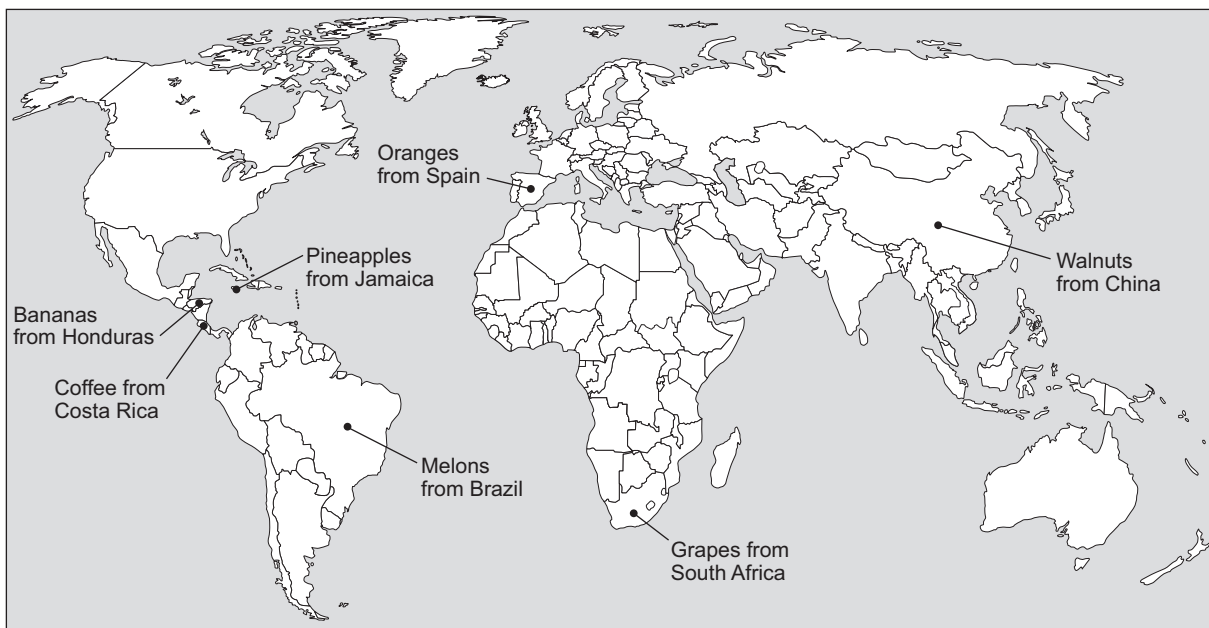 Oranges
from Spain
Pineapples
from Jamaica
Walnuts
from China
Bananas
from Honduras
Coffee from
Costa Rica
Melons
from Brazil
Grapes from
South Africa